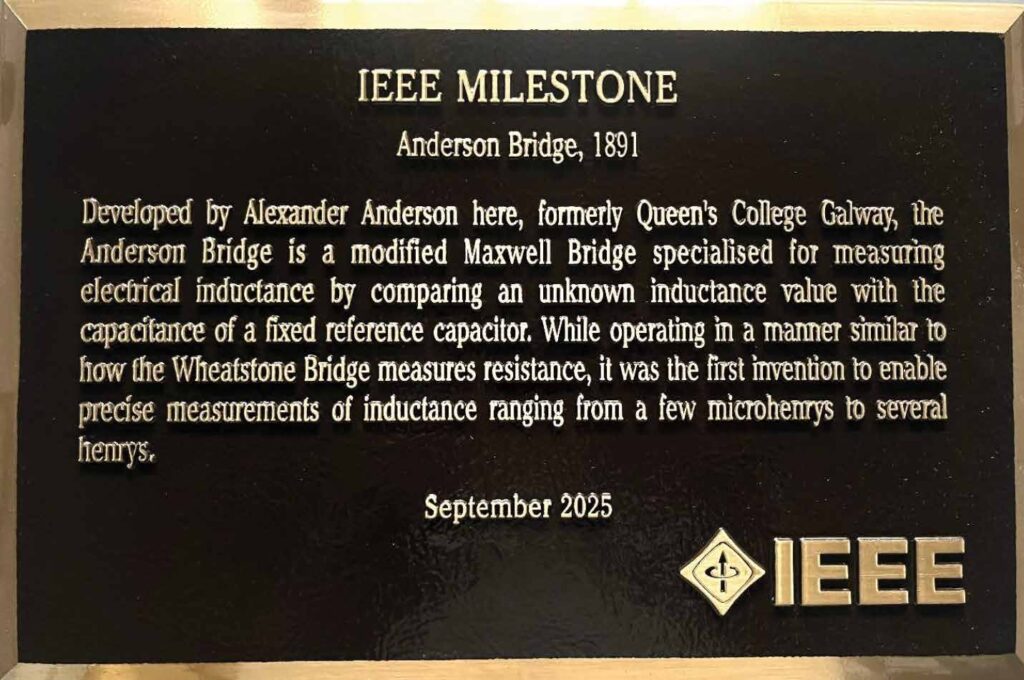 IEEE MILESTONE
Anderson Bridge, 1891
Developed by Alexander Anderson here, formerly Queen's College Galway, the
Anderson Bridge is a modified Maxwell Bridge specialised for measuring
electrical inductance by comparing an unknown inductance value with the
capacitance of a fixed reference capacitor. While operating in a manner similar to
how the Wheatstone Bridge measures resistance, it was the first invention to enable
precise measurements of inductance ranging from a few microhenrys to several
henrys.
September 2025
IEEE